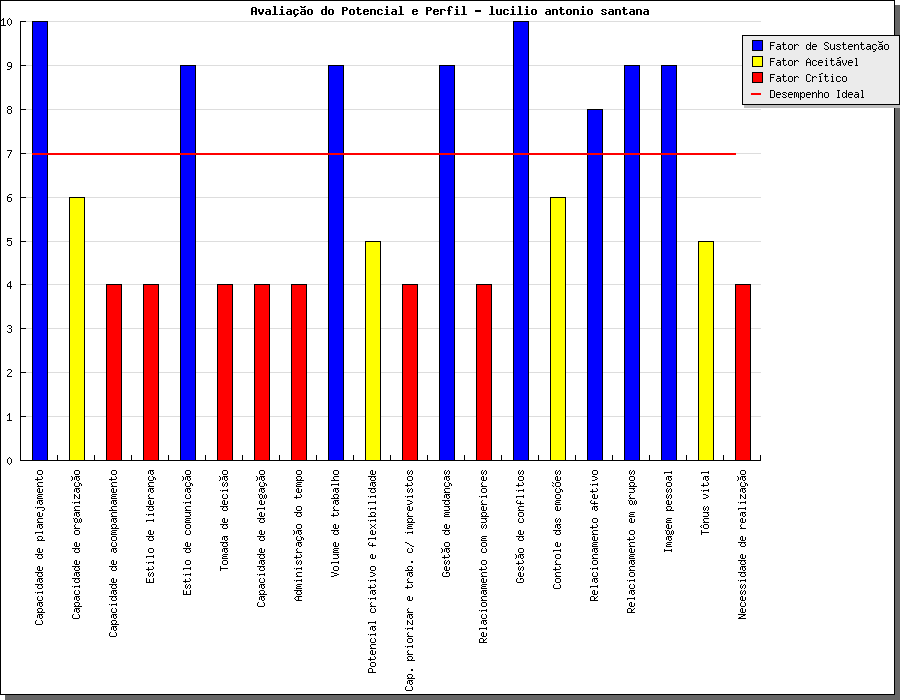 Avaliação do Potencial e Perfil - lucilio antonio santana
Fator de Sustentação
Fator Aceitável
Fator Crítico
Desempenho Ideal
10
9
8
7
6
5
4
3
2
1
0
Capacidade de planejamento
Capacidade de organização
Capacidade de acompanhamento
Estilo de liderança
Estilo de comunicação
Tomada de decisão
Capacidade de delegação
Administração do tempo
Volume de trabalho
Potencial criativo e flexibilidade
Cap. priorizar e trab. c/ imprevistos
Gestão de mudanças
Relacionamento com superiores
Gestão de conflitos
Controle das emoções
Relacionamento afetivo
Relacionamento em grupos
Imagem pessoal
Tônus vital
Necessidade de realização